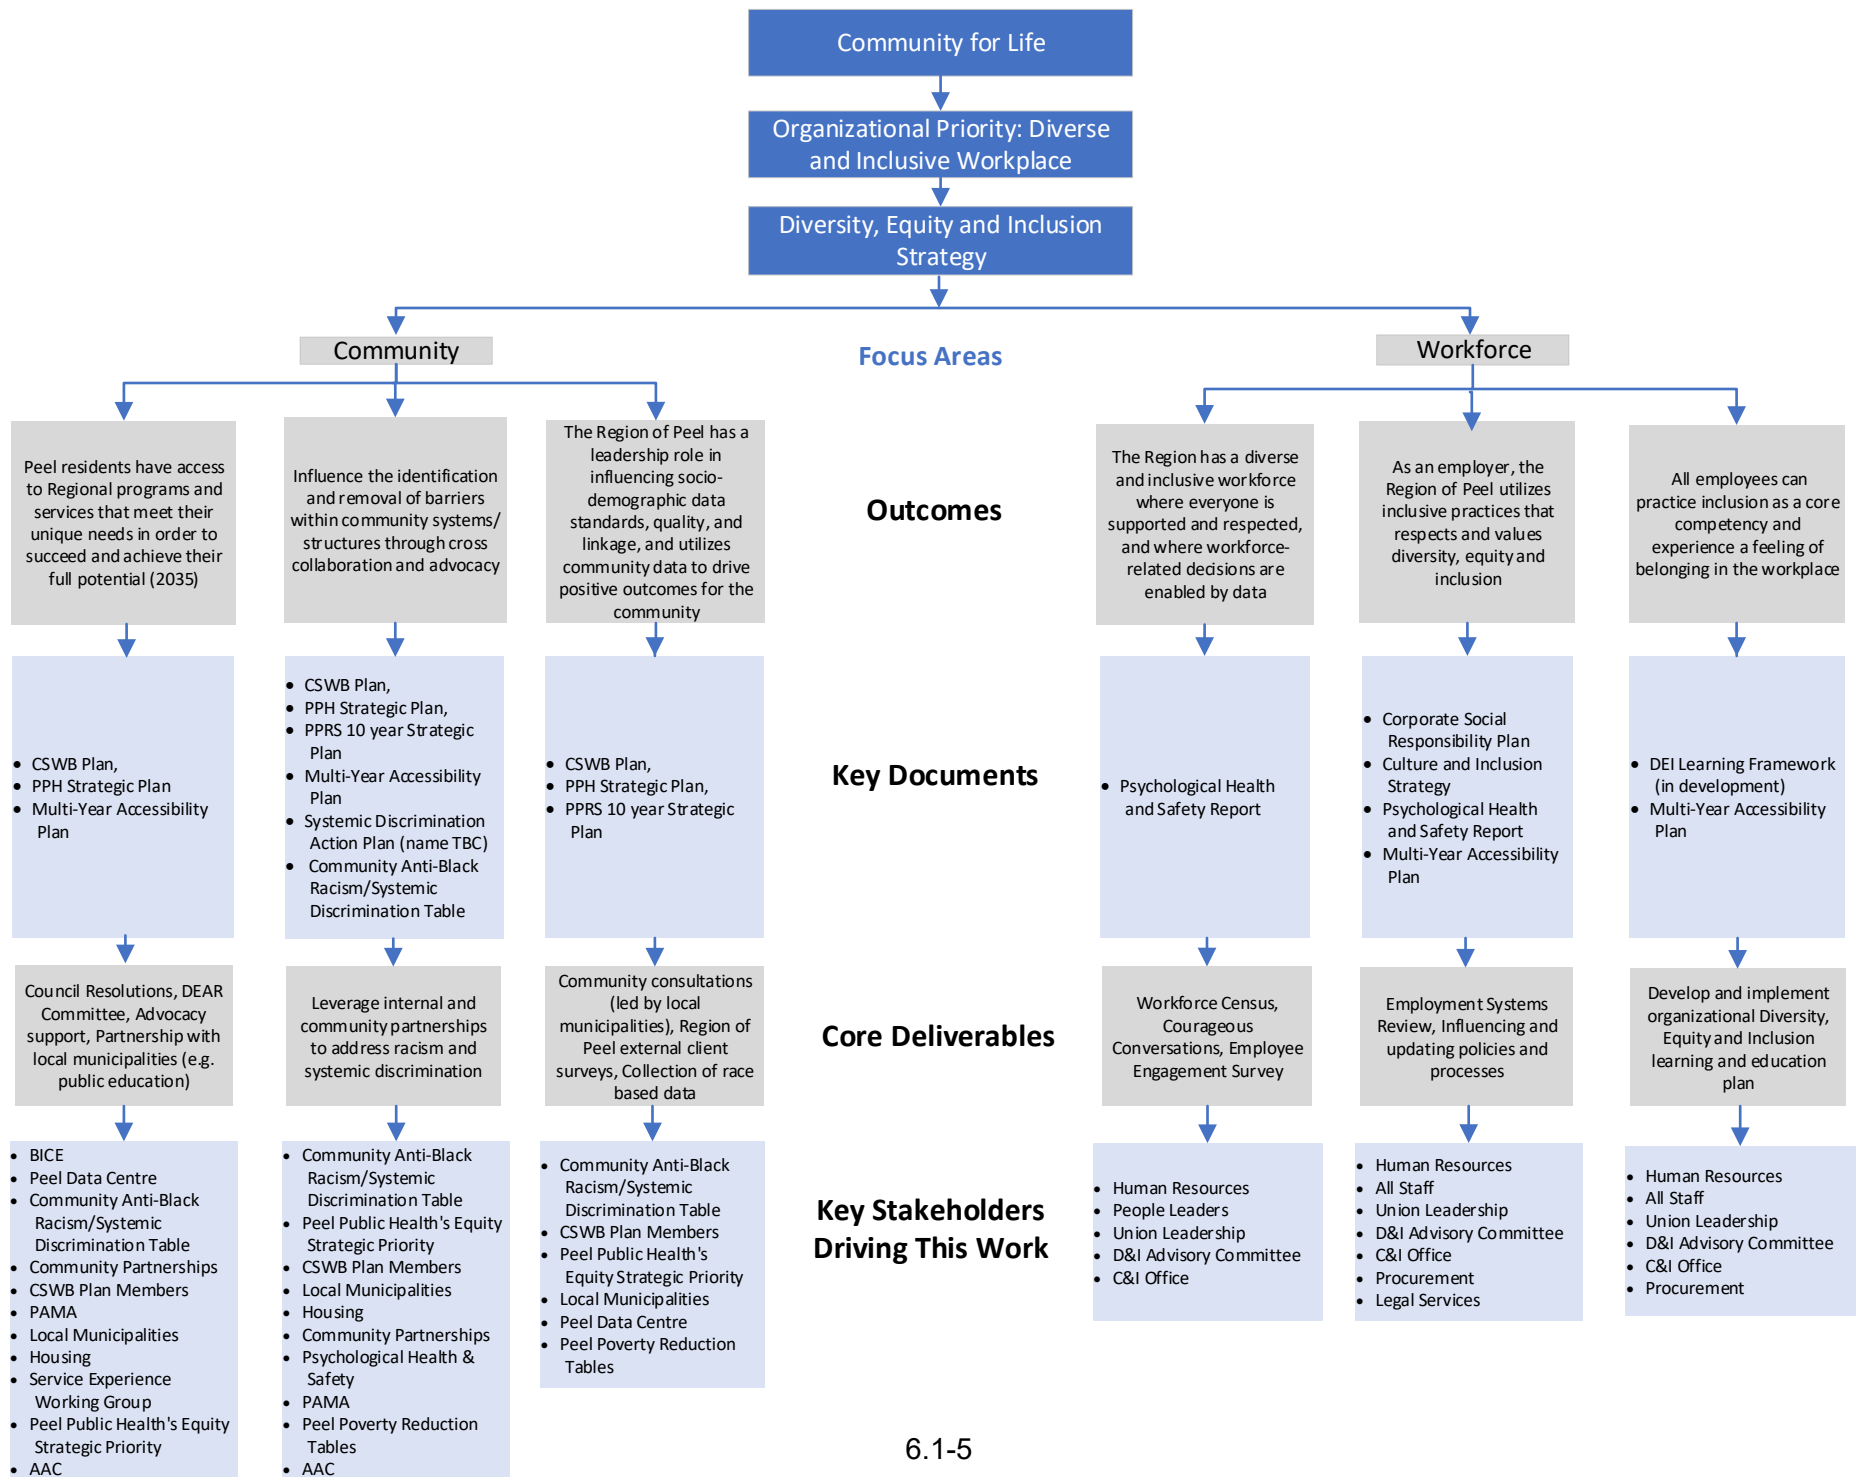 Community for Life
Organizational Priority: Diverse
and Inclusive Workplace
Diversity, Equity and Inclusion
Strategy
Community
Focus Areas
Workforce
Peel residents have access
to Regional programs and
services that meet their
unique needs in order to
succeed and achieve their
full potential (2035)
Influence the identification
and removal of barriers
within community systems/
structures through cross
collaboration and advocacy
The Region of Peel has a
leadership role in
influencing socio-
demographic data
standards, quality, and
linkage, and utilizes
community data to drive
positive outcomes for the
community
Outcomes
The Region has a diverse
and inclusive workforce
where everyone is
supported and respected,
and where workforce-
related decisions are
enabled by data
As an employer, the
Region of Peel utilizes
inclusive practices that
respects and values
diversity, equity and
inclusion
All employees can
practice inclusion as a core
competency and
experience a feeling of
belonging in the workplace
• CSWB Plan,
• PPH Strategic Plan
• Multi-Year Accessibility
Plan
• CSWB Plan,
• PPH Strategic Plan,
• PPRS 10 year Strategic
Plan
• Multi-Year Accessibility
Plan
• Systemic Discrimination
Action Plan (name TBC)
• Community Anti-Black
Racism/Systemic
Discrimination Table
• CSWB Plan,
• PPH Strategic Plan,
• PPRS 10 year Strategic
Plan
Key Documents
• Psychological Health
and Safety Report
• Corporate Social
Responsibility Plan
• Culture and Inclusion
Strategy
• Psychological Health
and Safety Report
• Multi-Year Accessibility
Plan
• DEI Learning Framework
(in development)
• Multi-Year Accessibility
Plan
Council Resolutions, DEAR
Committee, Advocacy
support, Partnership with
local municipalities (e.g.
public education)
Leverage internal and
community partnerships
to address racism and
systemic discrimination
Community consultations
(led by local
municipalities), Region of
Peel external client
surveys, Collection of race
based data
Core Deliverables
Workforce Census,
Courageous
Conversations, Employee
Engagement Survey
Employment Systems
Review, Influencing and
updating policies and
processes
Develop and implement
organizational Diversity,
Equity and Inclusion
learning and education
plan
• BICE
• Peel Data Centre
• Community Anti-Black
Racism/Systemic
Discrimination Table
• Community Partnerships
• CSWB Plan Members
• PAMA
• Local Municipalities
• Housing
• Service Experience
Working Group
• Peel Public Health's Equity
Strategic Priority
• AAC
• Community Anti-Black
Racism/Systemic
Discrimination Table
• Peel Public Health's Equity
Strategic Priority
• CSWB Plan Members
• Local Municipalities
• Housing
• Community Partnerships
• Psychological Health &
Safety
• PAMA
• Peel Poverty Reduction
Tables
• AAC
• Community Anti-Black
Racism/Systemic
Discrimination Table
• CSWB Plan Members
• Peel Public Health's
Equity Strategic Priority
• Local Municipalities
• Peel Data Centre
• Peel Poverty Reduction
Tables
Key Stakeholders
Driving This Work
• Human Resources
• People Leaders
• Union Leadership
• D&I Advisory Committee
• C&I Office
• Human Resources
• All Staff
• Union Leadership
• D&I Advisory Committee
• C&I Office
• Procurement
• Legal Services
• Human Resources
• All Staff
• Union Leadership
• D&I Advisory Committee
• C&I Office
• Procurement
6.1-5